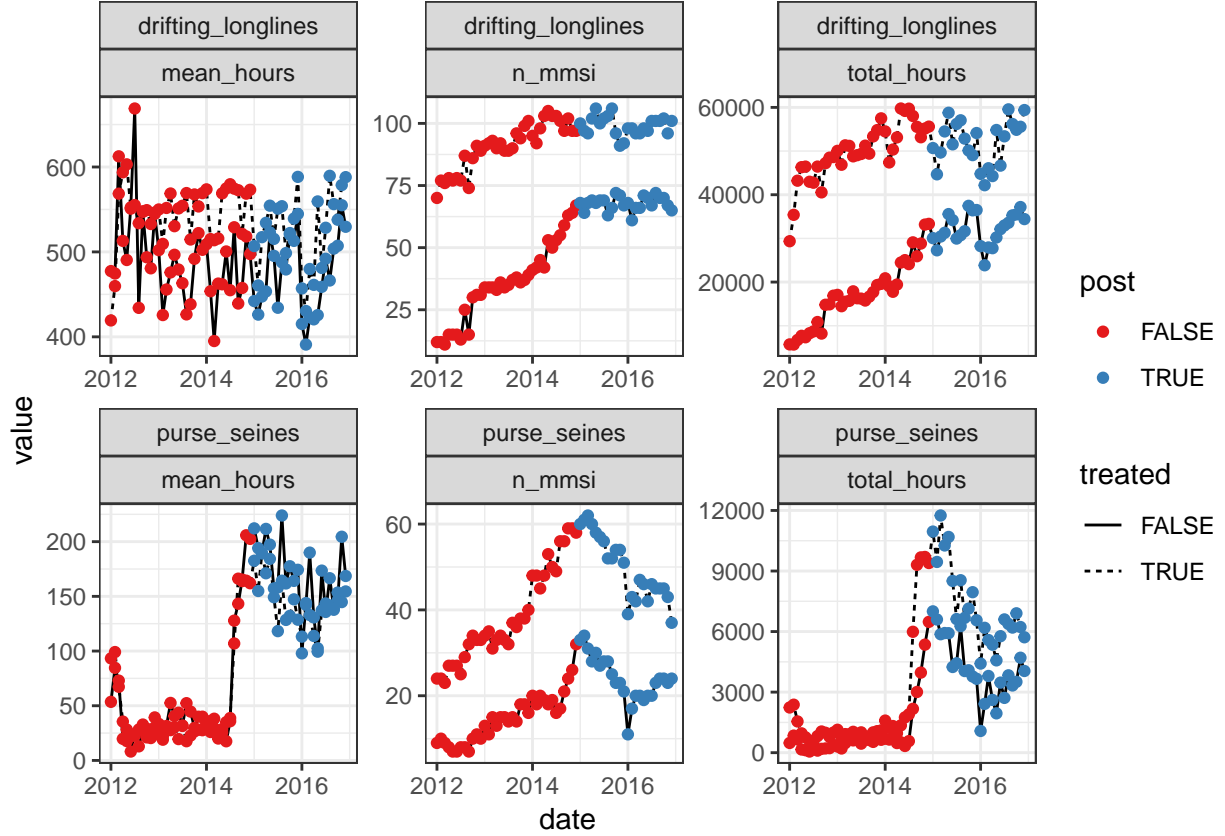 drifting_longlines
mean_hours
600
500
400
2012
2014
2016
drifting_longlines
n_mmsi
100
75
50
25
2012
2014
2016
drifting_longlines
total_hours
60000
40000
20000
2012
2014
2016
purse_seines
mean_hours
200
150
100
50
0
2012
2014
2016
purse_seines
n_mmsi
60
40
20
2012
2014
2016
purse_seines
total_hours
12000
9000
6000
3000
0
2012
2014
2016
value
date
post
FALSE
TRUE
treated
FALSE
TRUE